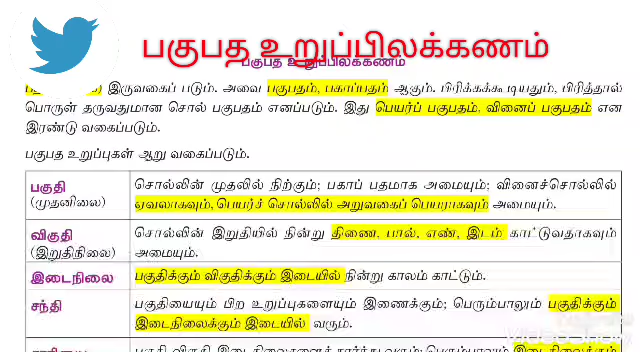 பகுபத உறுப்பிலக்கணம்
பகுபத உறுப்பிலக்கணம்
இருவகைப் படும். அவை பகுபதம், பகாப்பதம் ஆகும். பிரிக்கக்கூடியதும், பிரித்தால்
பொருள் தருவதுமான சொல் பகுபதம் எனப்படும். இது பெயர்ப் பகுபதம், வினைப் பகுபதம் என
இரண்டு வகைப்படும்.
பகுபத உறுப்புகள் ஆறு வகைப்படும்.
பகுதி சொல்லின் முதலில் நிற்கும்; பகாப் பதமாக அமையும்; வினைச்சொல்லில்
(முதனிலை) ஏவலாகவும், பெயர்ச் சொல்லில் அறுவகைப் பெயராகவும் அமையும்.
விகுதி சொல்லின் இறுதியில் நின்று திணை, பால், எண், இடம் காட்டுவதாகவும்
(இறுதிநிலை) அமையும்.
இடைநிலை பகுதிக்கும் விகுதிக்கும் இடையில் நின்று காலம் காட்டும்.
சந்தி பகுதியையும் பிற உறுப்புகளையும் இணைக்கும்; பெரும்பாலும் பகுதிக்கும்
இடைநிலைக்கும் இடையில் வரும்.